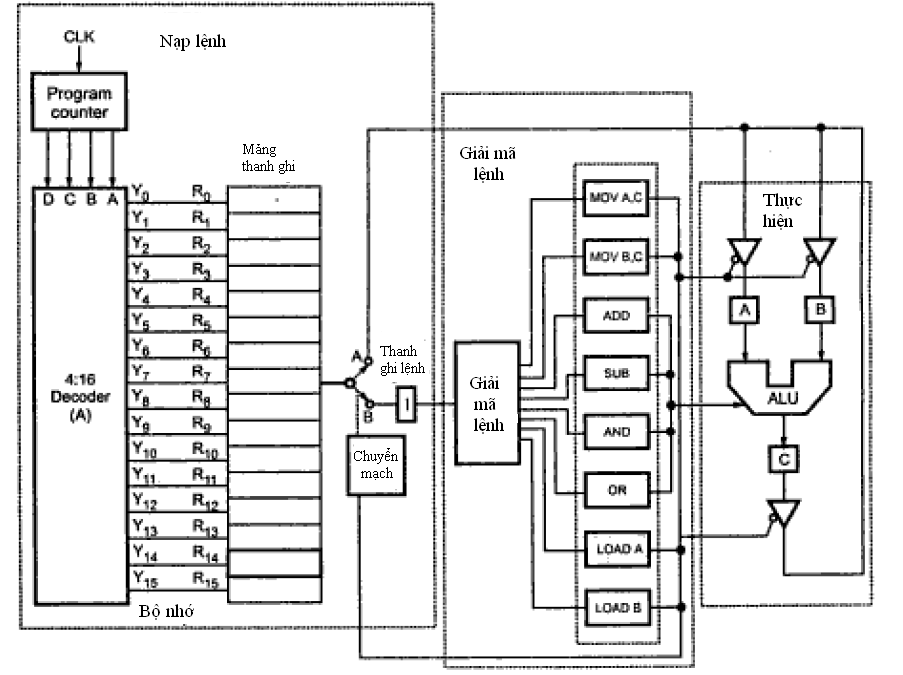 Nạp lệnh
CLK
Program
counter
D C B A
4:16
Decoder
(A)
Mảng
thanh ghi
Y0 R0
Y1 R1
Y2 R2
Y3 R3
Y4 R4
Y5 R5
Y6 R6
Y7 R7
Y8 R8
Y9 R9
Y10 R10
Y11 R11
Y12 R12
Y13 R13
Y14 R14
Y15 R15
Bộ nhớ
A
B
Thanh
ghi lệnh
I
Chuyển
mạch
Giải mã
lệnh
Giải
mã
lệnh
MOV A,C
MOV B,C
ADD
SUB
AND
OR
LOAD A
LOAD B
Thực
hiện
A
B
ALU
C